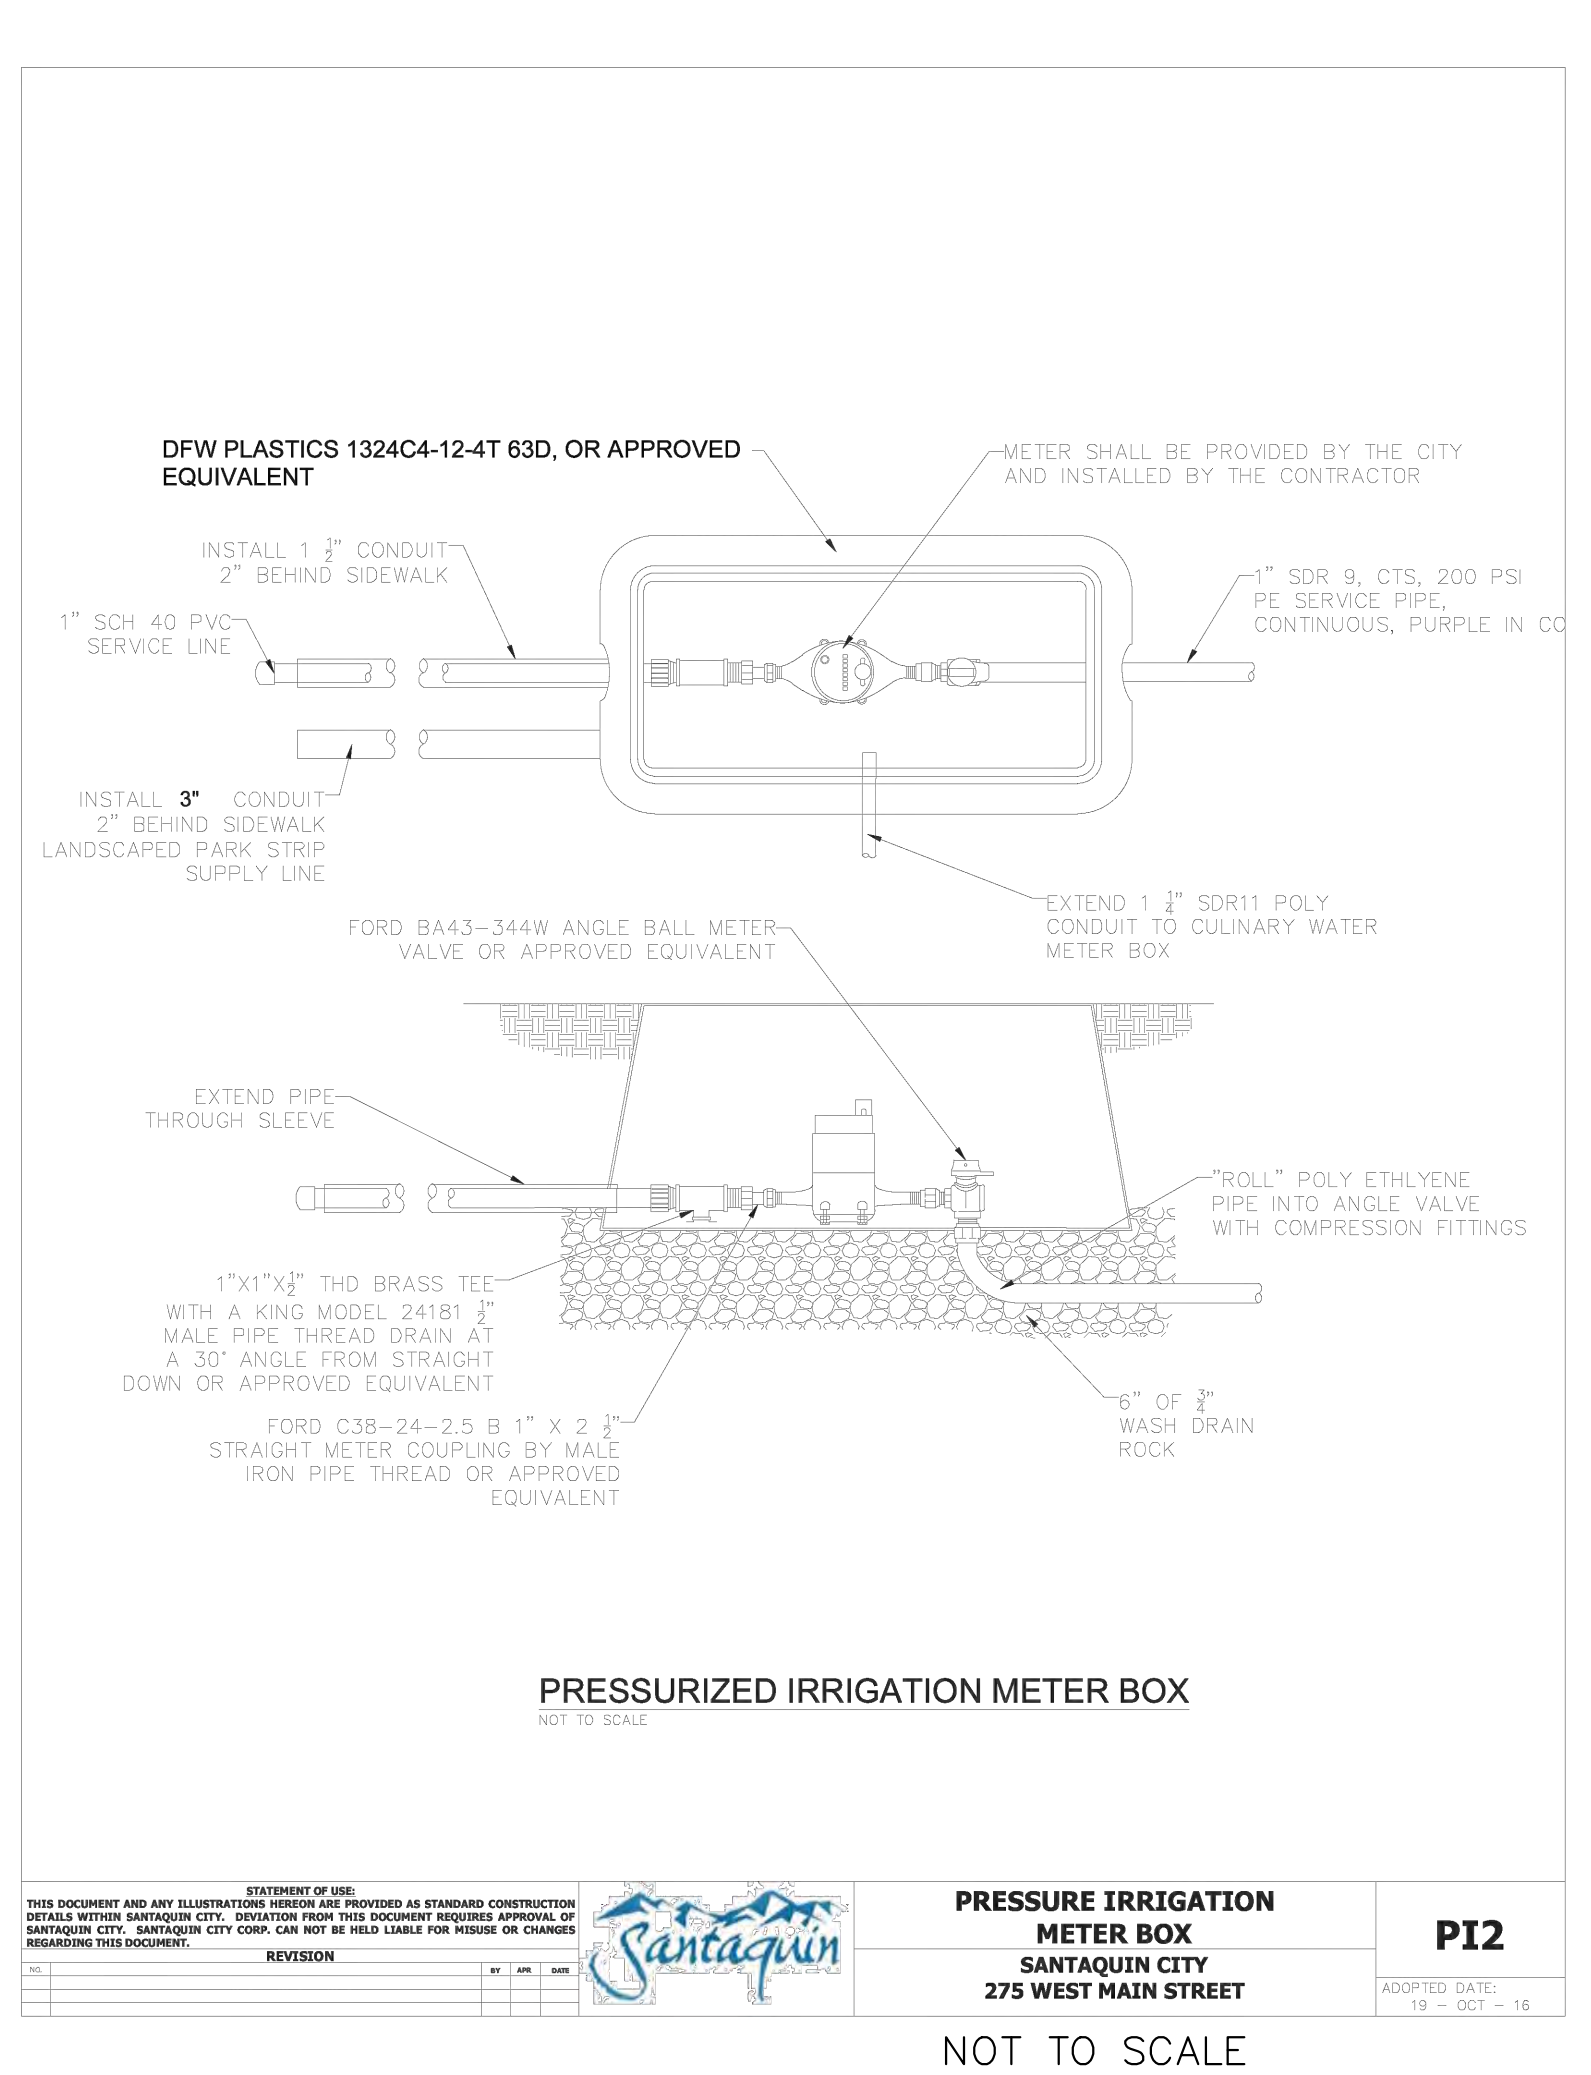 DFW PLASTICS 1324C4-12-4T 63D, OR APPROVED
EQUIVALENT
METER SHALL BE PROVIDED BY THE CITY
AND INSTALLED BY THE CONTRACTOR
INSTALL 1 ½" CONDUIT
2" BEHIND SIDEWALK
1" SCH 40 PVC
SERVICE LINE
1" SDR 9, CTS, 200 PSI
PE SERVICE PIPE,
CONTINUOUS, PURPLE IN CO
INSTALL 3" CONDUIT
2" BEHIND SIDEWALK
LANDSCAPED PARK STRIP
SUPPLY LINE
EXTEND 1 ¼" SDR11 POLY
CONDUIT TO CULINARY WATER
METER BOX
FORD BA43-344W ANGLE BALL METER
VALVE OR APPROVED EQUIVALENT
EXTEND PIPE
THROUGH SLEEVE
"ROLL" POLY ETHLYENE
PIPE INTO ANGLE VALVE
WITH COMPRESSION FITTINGS
1"X1"X½" THD BRASS TEE
WITH A KING MODEL 24181 ½"
MALE PIPE THREAD DRAIN AT
A 30° ANGLE FROM STRAIGHT
DOWN OR APPROVED EQUIVALENT
6" OF ¾"
WASH DRAIN
ROCK
FORD C38-24-2.5 B 1" X 2 ½"
STRAIGHT METER COUPLING BY MALE
IRON PIPE THREAD OR APPROVED
EQUIVALENT
PRESSURIZED IRRIGATION METER BOX
NOT TO SCALE
STATEMENT OF USE:
THIS DOCUMENT AND ANY ILLUSTRATIONS HEREON ARE PROVIDED AS STANDARD CONSTRUCTION
DETAILS WITHIN SANTAQUIN CITY. DEVIATION FROM THIS DOCUMENT REQUIRES APPROVAL OF
SANTAQUIN CITY. SANTAQUIN CITY CORP. CAN NOT BE HELD LIABLE FOR MISUSE OR CHANGES
REGARDING THIS DOCUMENT.
REVISION
NO. BY APR DATE
Santaquin
PRESSURE IRRIGATION
METER BOX
SANTAQUIN CITY
275 WEST MAIN STREET
PI2
ADOPTED DATE:
19 - OCT - 16
NOT TO SCALE